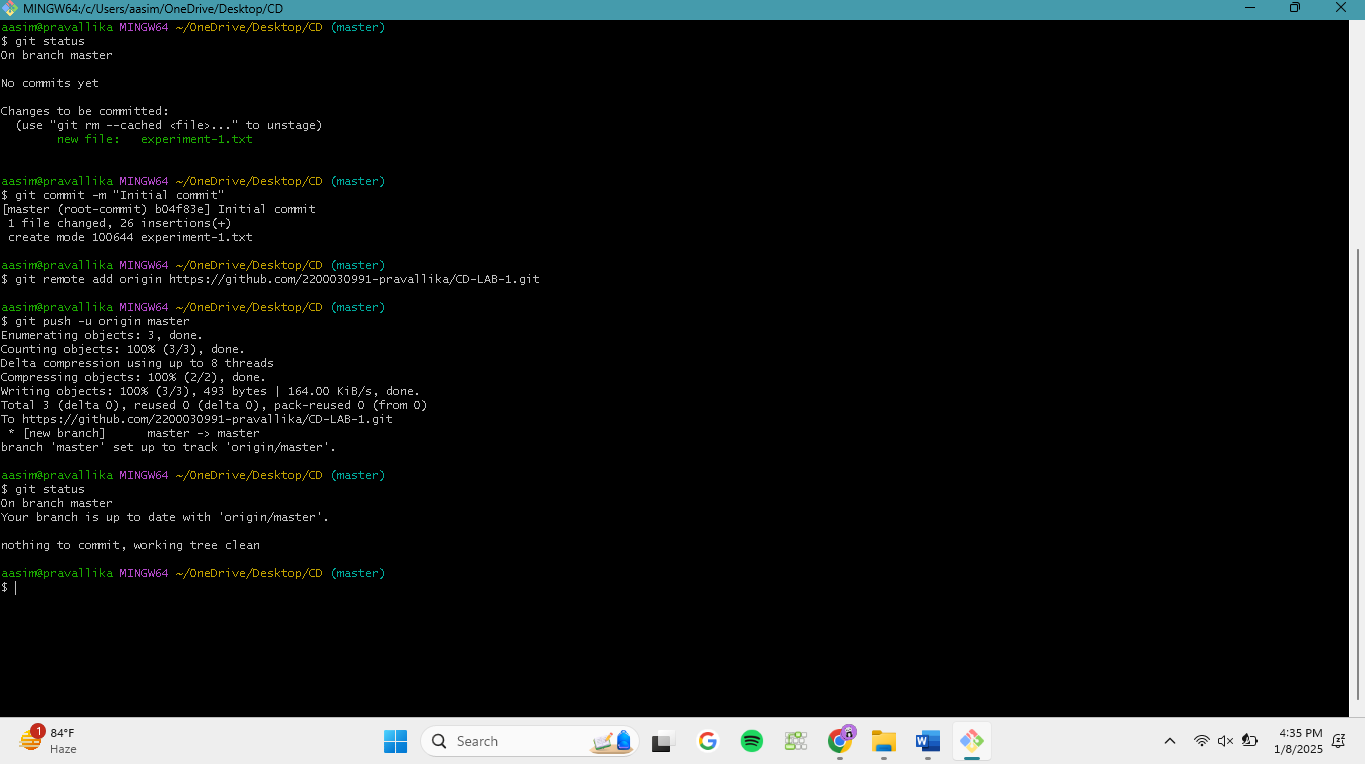 MINGW64:/c/Users/aasim/OneDrive/Desktop/CD
aasim@pravallika MINGW64 ~/OneDrive/Desktop/CD (master)
$ git status
On branch master
No commits yet
Changes to be committed:
(use "git rm --cached <file>..." to unstage)
new file: experiment-1.txt
aasim@pravallika MINGW64 ~/OneDrive/Desktop/CD (master)
$ git commit -m "Initial commit"
[master (root-commit) b04f83e] Initial commit
1 file changed, 26 insertions(+)
create mode 100644 experiment-1.txt
aasim@pravallika MINGW64 ~/OneDrive/Desktop/CD (master)
$ git remote add origin https://github.com/2200030991-pravallika/CD-LAB-1.git
aasim@pravallika MINGW64 ~/OneDrive/Desktop/CD (master)
$ git push -u origin master
Enumerating objects: 3, done.
Counting objects: 100% (3/3), done.
Delta compression using up to 8 threads
Compressing objects: 100% (2/2), done.
Writing objects: 100% (3/3), 493 bytes | 164.00 KiB/s, done.
Total 3 (delta 0), reused 0 (delta 0), pack-reused 0 (from 0)
To https://github.com/2200030991-pravallika/CD-LAB-1.git
* [new branch] master -> master
branch 'master' set up to track 'origin/master'.
aasim@pravallika MINGW64 ~/OneDrive/Desktop/CD (master)
$ git status
On branch master
Your branch is up to date with 'origin/master'.
nothing to commit, working tree clean
aasim@pravallika MINGW64 ~/OneDrive/Desktop/CD (master)
$
1
84°F
Haze
Search
W
4:35 PM
1/8/2025